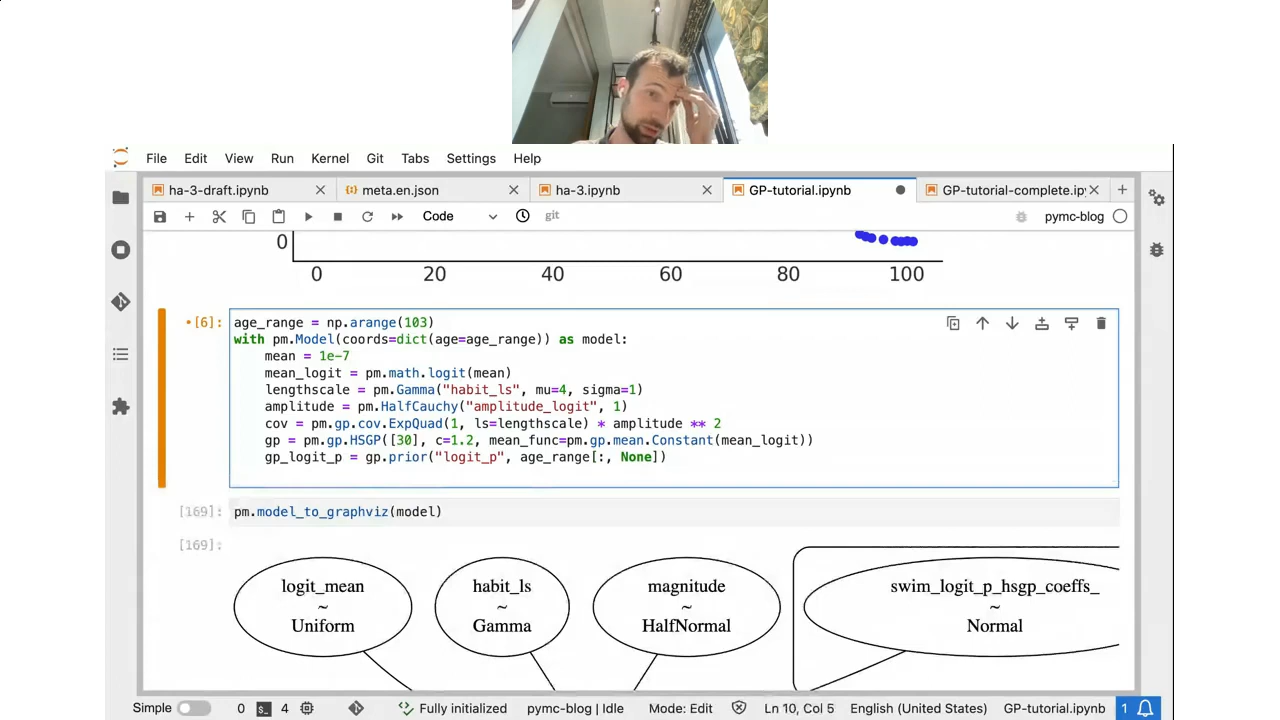 File Edit View Run Kernel Git Tabs Settings Help
ha-3-draft.ipynb meta.en.json ha-3.ipynb GP-tutorial.ipynb GP-tutorial-complete.ip
Code git pymc-blog
0
0 20 40 60 80 100
[6]: age_range = np.arange(103)
with pm.Model(coords=dict(age=age_range)) as model:
mean = 1e-7
mean_logit = pm.math.logit(mean)
lengthscale = pm.Gamma("habit_ls", mu=4, sigma=1)
amplitude = pm.HalfCauchy("amplitude_logit", 1)
cov = pm.gp.cov.ExpQuad(1, ls=lengthscale) * amplitude ** 2
gp = pm.gp.HSGP([30], c=1.2, mean_func=pm.gp.mean.Constant(mean_logit))
gp_logit_p = gp.prior("logit_p", age_range[:, None])
[169]: pm.model_to_graphviz(model)
[169]:
logit_mean habit_ls magnitude swim_logit_p_hsgp_coeffs_
~ ~ ~ ~
Uniform Gamma HalfNormal Normal
Simple 0 4 Fully initialized pymc-blog | Idle Mode: Edit Ln 10, Col 5 English (United States) GP-tutorial.ipynb 1